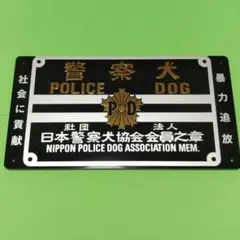 警察犬
POLICE DOG
社会に貢献
暴力追放
PD
社団法人
日本警察犬協会会員之章
NIPPON POLICE DOG ASSOCIATION MEM.